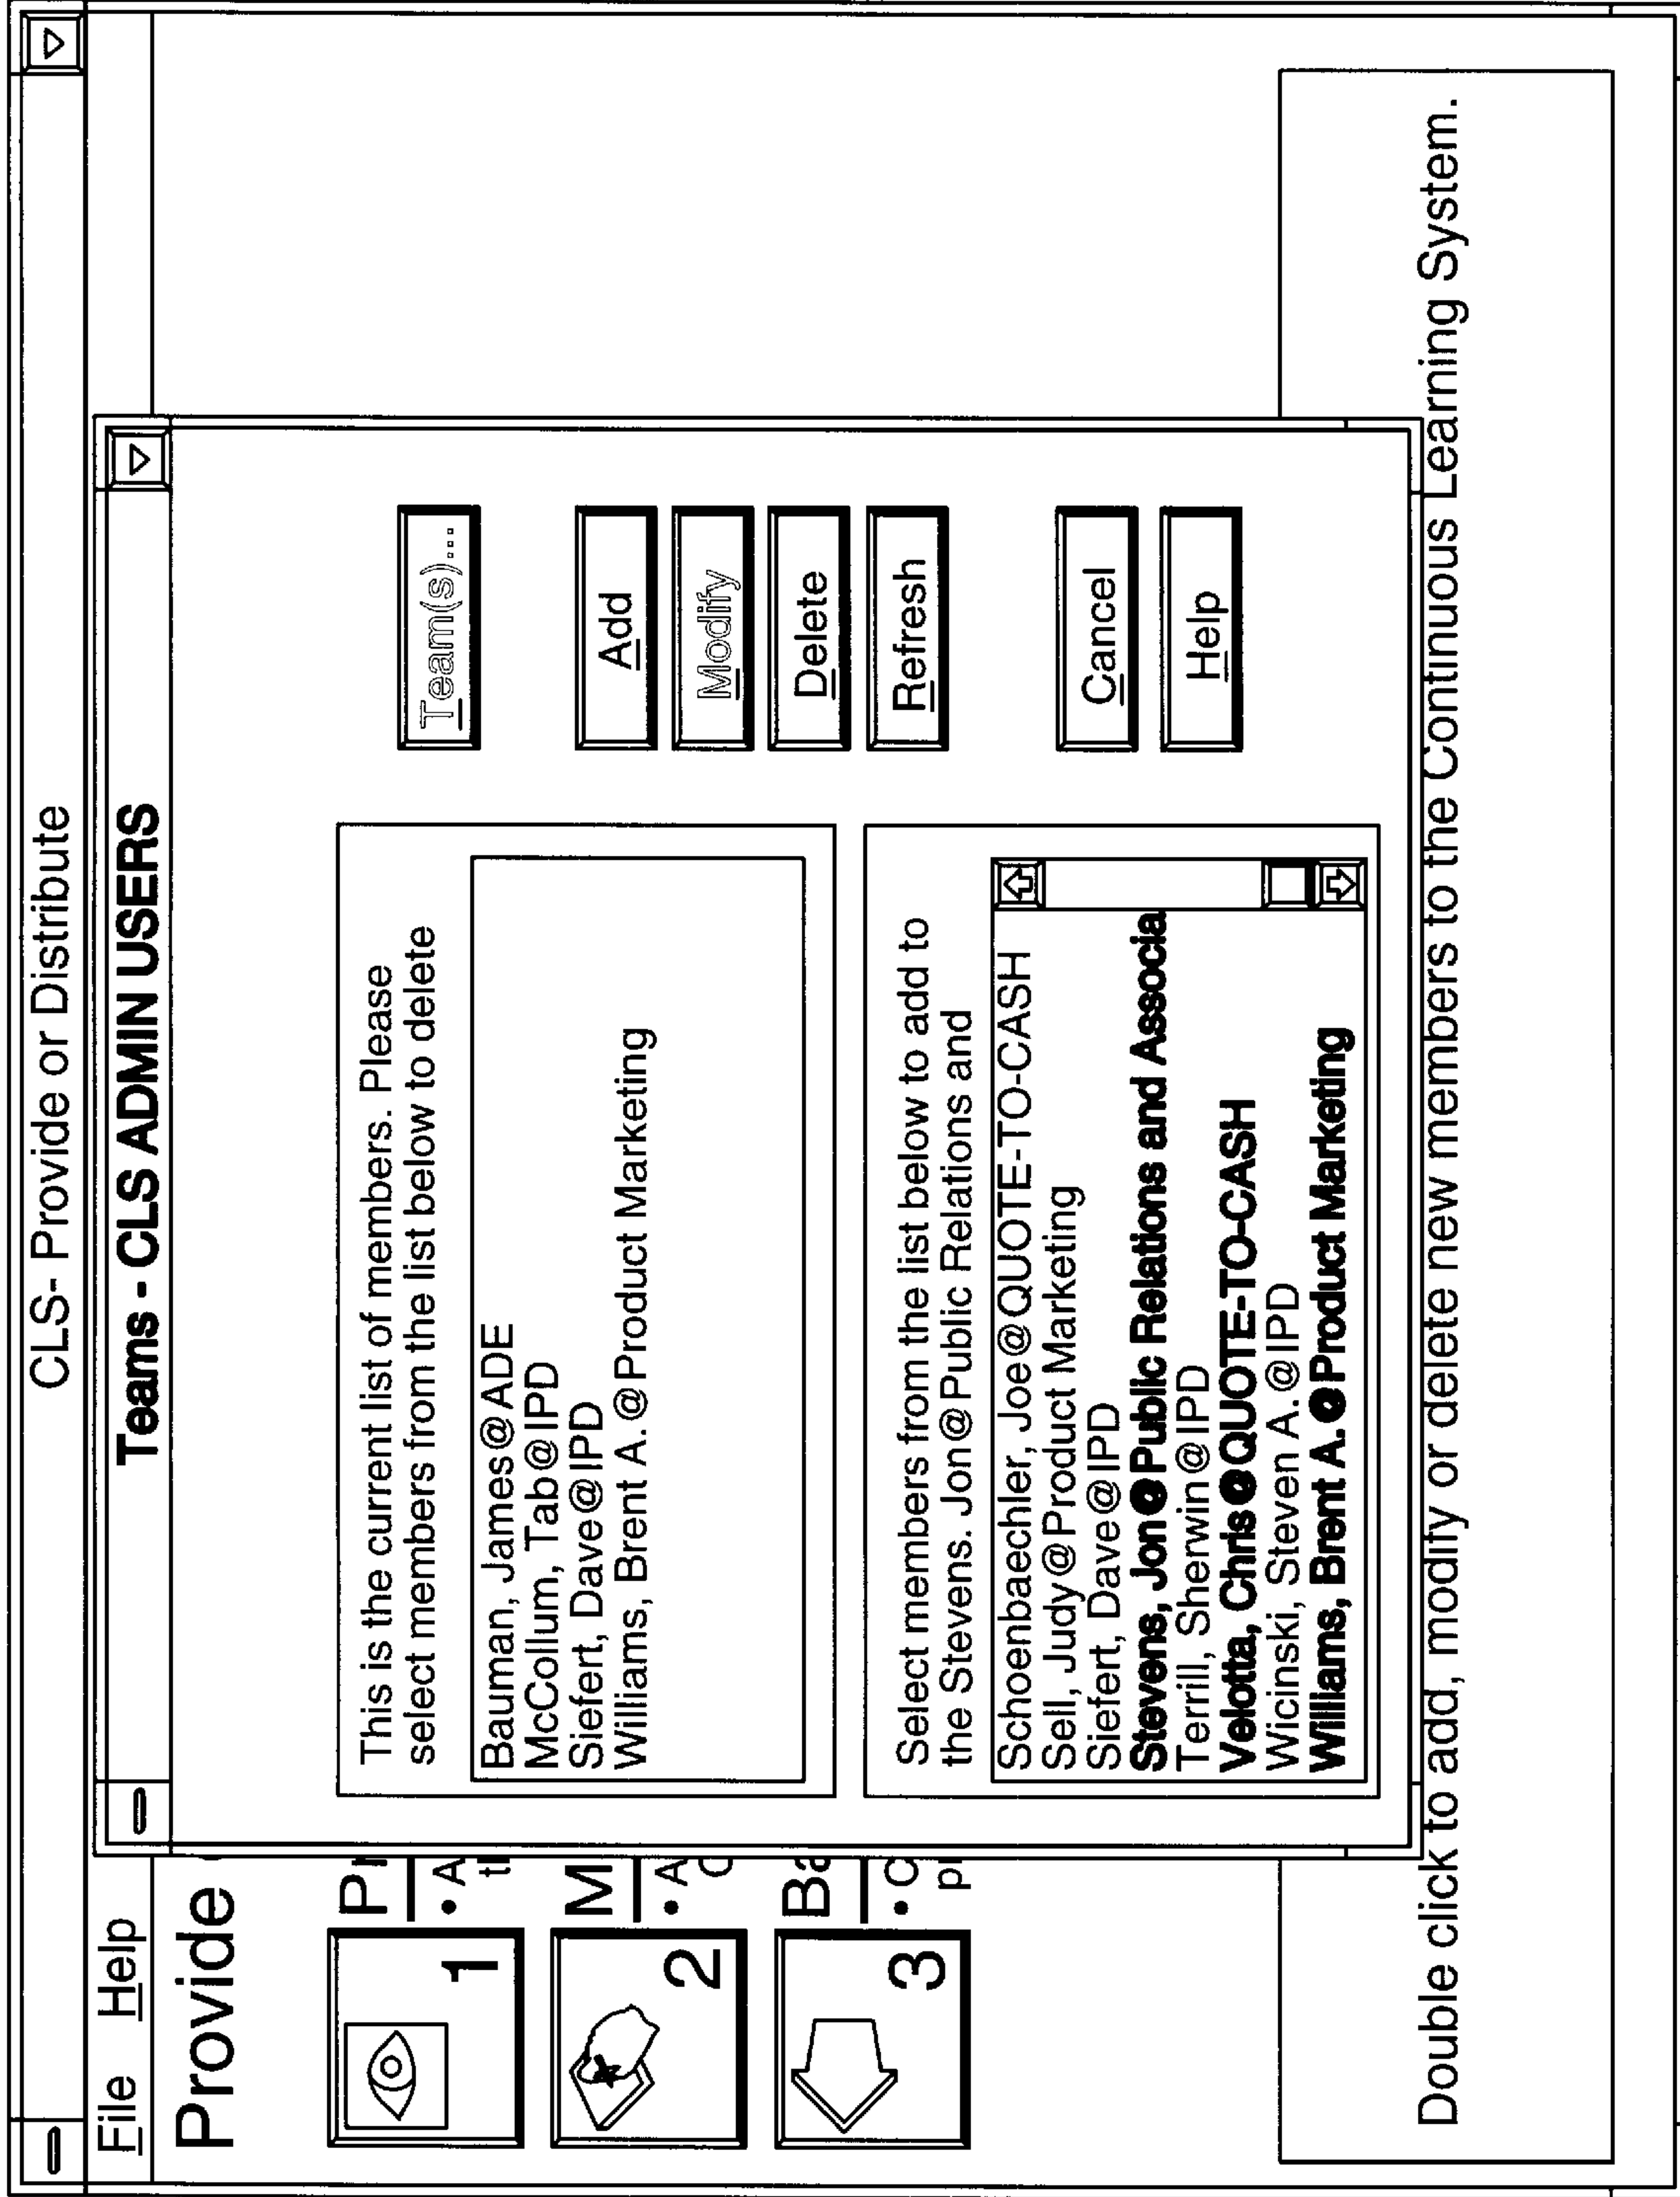 CLS- Provide or Distribute
File Help
Provide
Teams - CLS ADMIN USERS
This is the current list of members. Please
select members from the list below to delete
Bauman, James@ADE
McCollum, Tab@IPD
Siefert, Dave@IPD
Williams, Brent A.@Product Marketing
Select members from the list below to add to
the Stevens. Jon@Public Relations and
Schoenbaechler, Joe@QUOTE-TO-CASH
Sell, Judy@Product Marketing
Siefert, Dave@IPD
Stevens, Jon@Public Relations and Associa
Terrill, Sherwin@IPD
Velotta, Chris@QUOTE-TO-CASH
Wicinski, Steven A.@IPD
Williams, Brent A. @Product Marketing
Team(s)...
Add
Modify
Delete
Refresh
Cancel
Help
1
2
3
Double click to add, modify or delete new members to the Continuous Learning System.